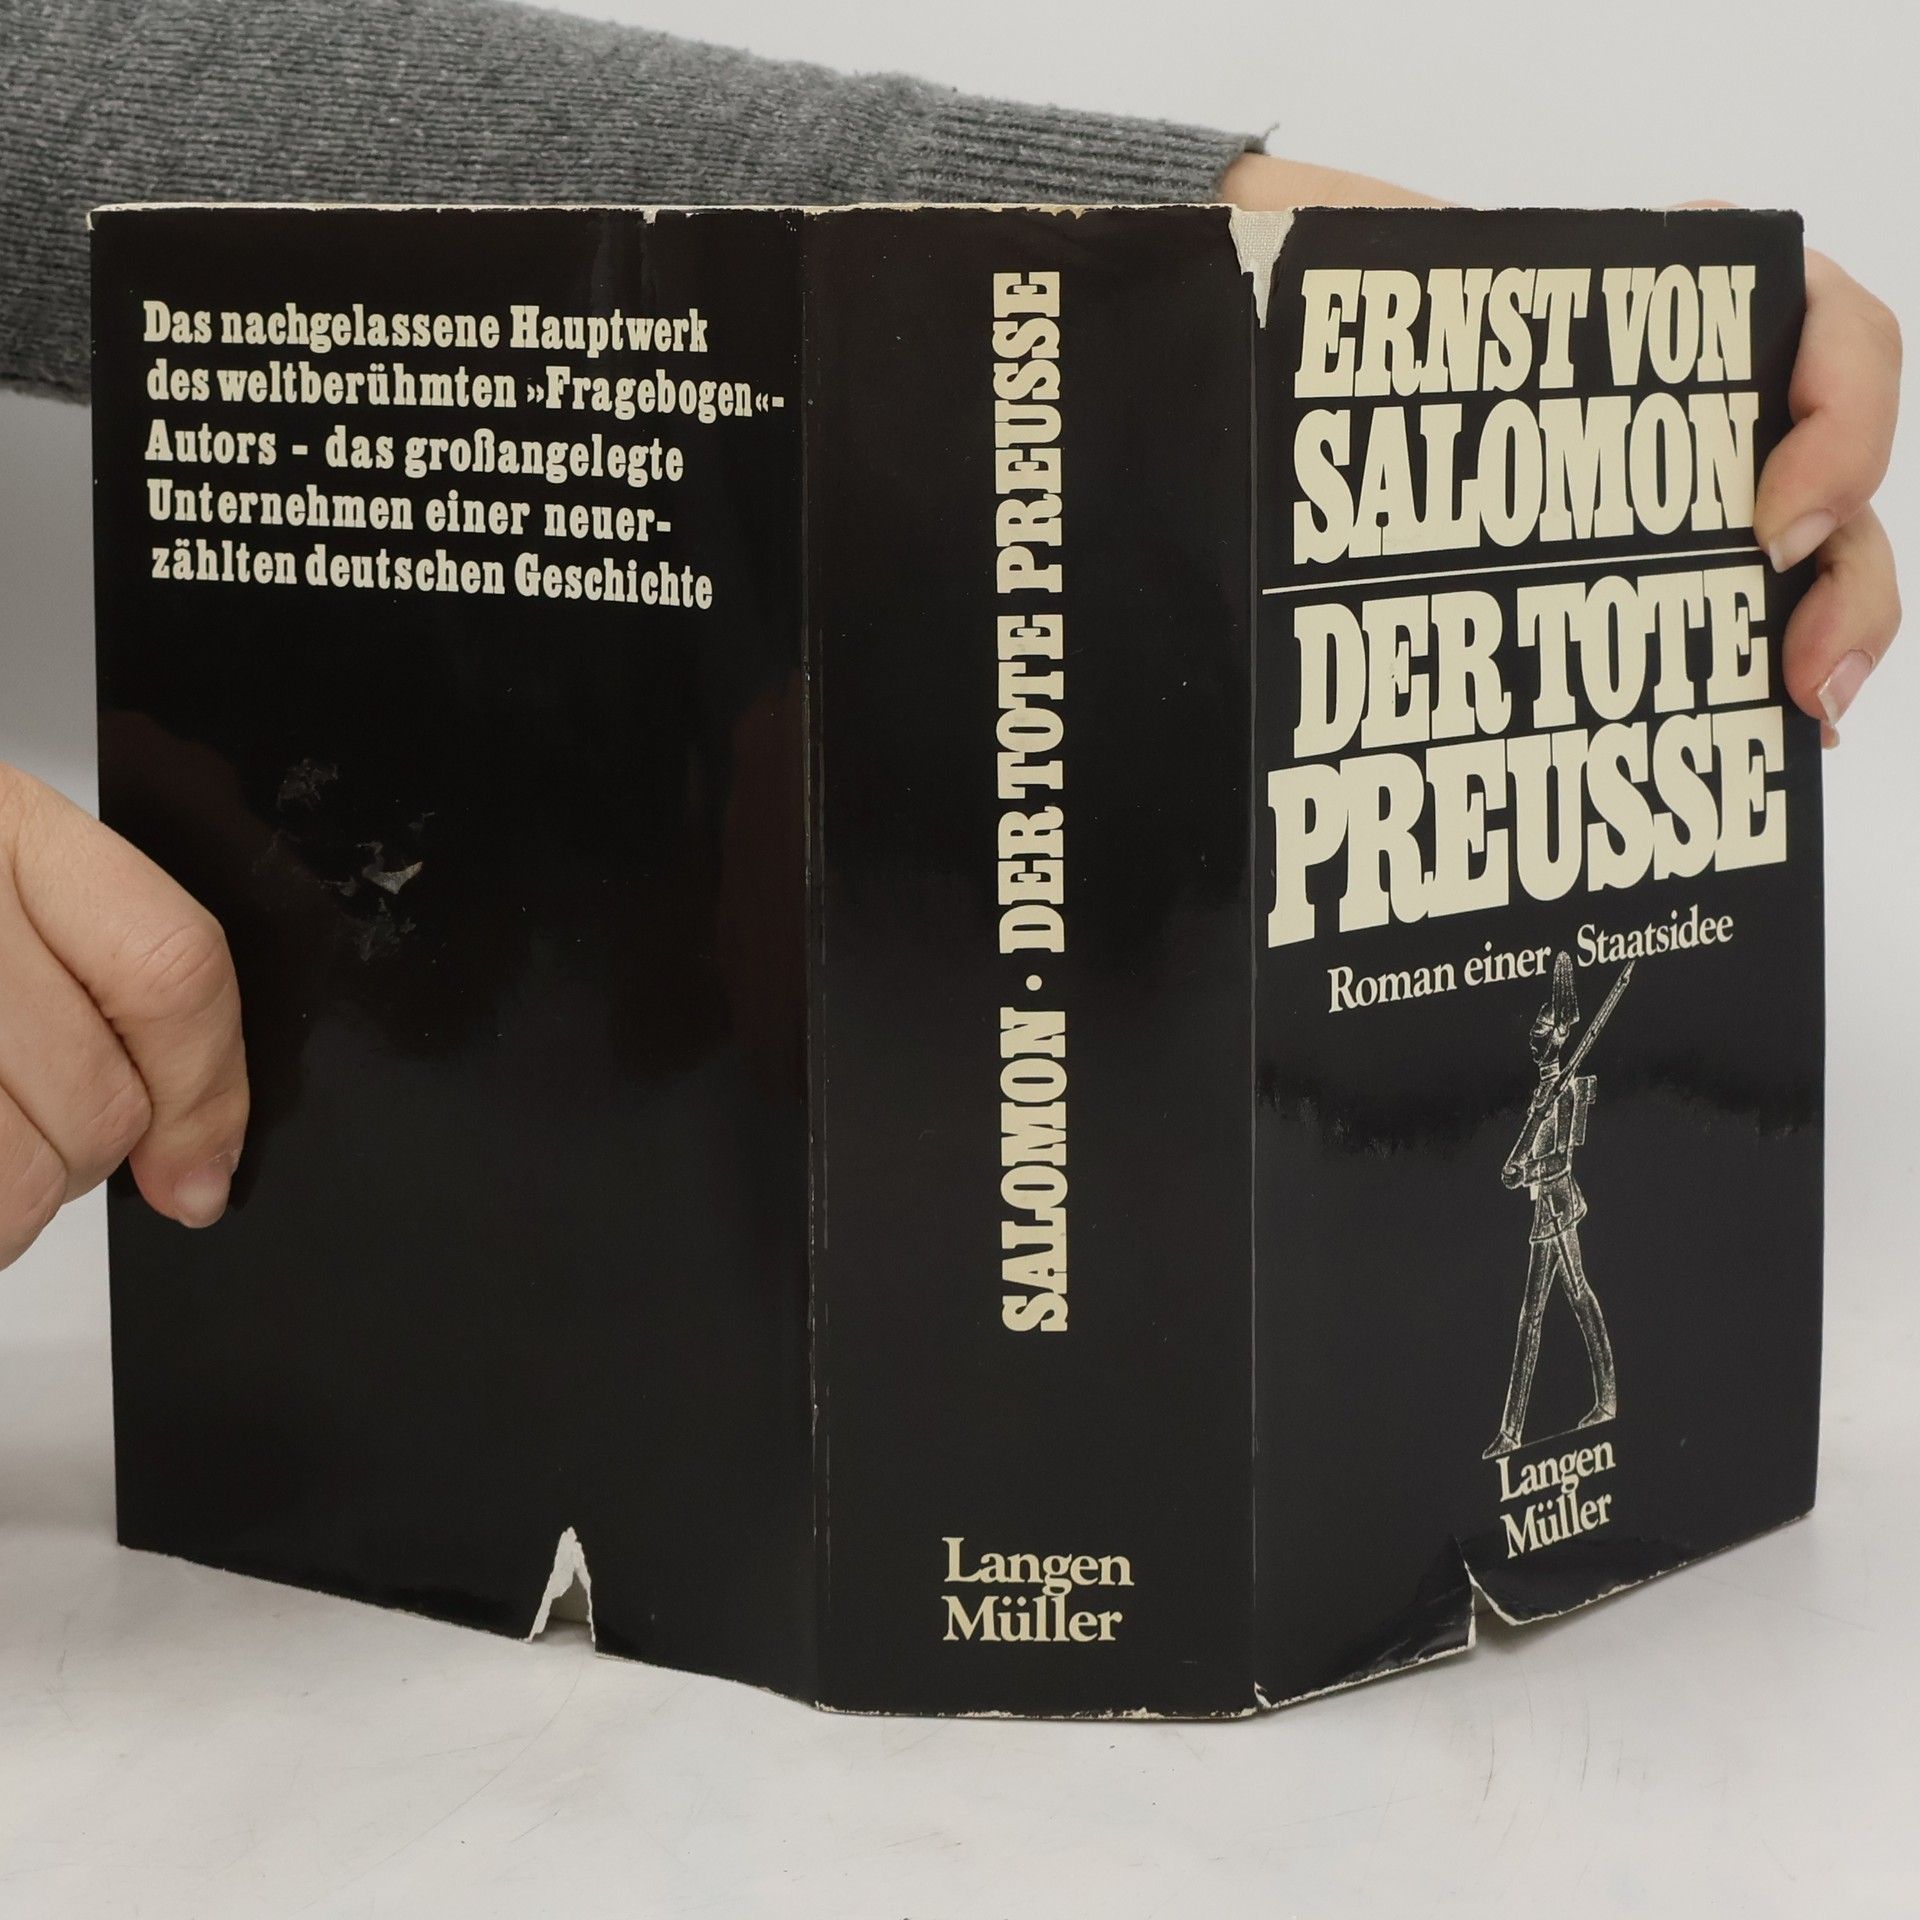 Das nachgelassene Hauptwerk
des weltberühmten »Fragebogen«-
Autors - das großangelegte
Unternehmen einer neuer-
zählten deutschen Geschichte
SALOMON · DER TOTE PREUSSE
Langen
Müller
ERNST VON
SALOMON
DER TOTE
PREUSSE
Roman einer Staatsidee
Langen
Müller